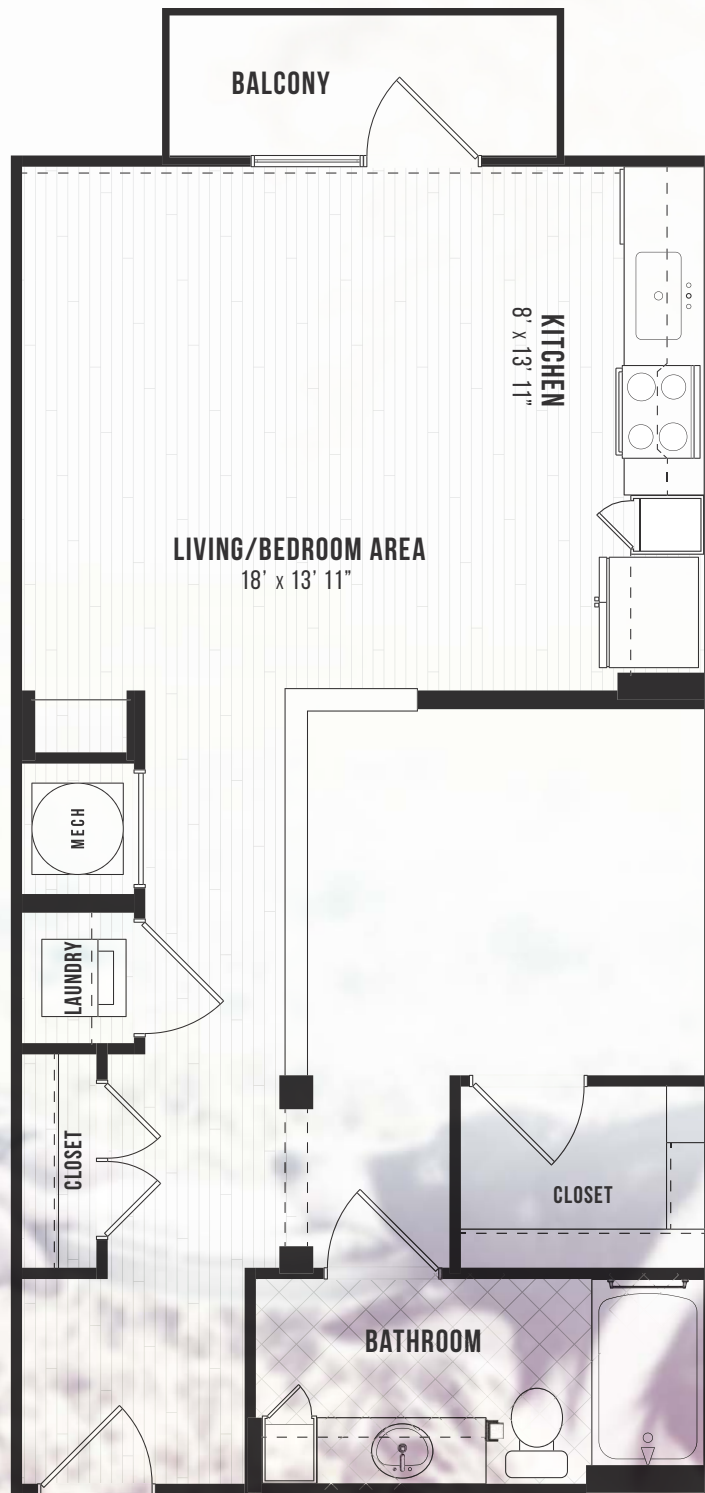 BALCONY
KITCHEN
8’ x 13’ 11”
LIVING/BEDROOM AREA
18’ x 13’ 11”
MECH
LAUNDRY
CLOSET
CLOSET
BATHROOM